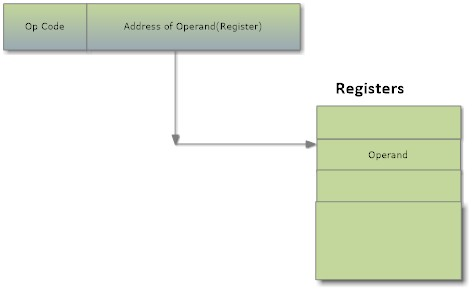 Op Code
Address of Operand(Register)
Registers
Operand